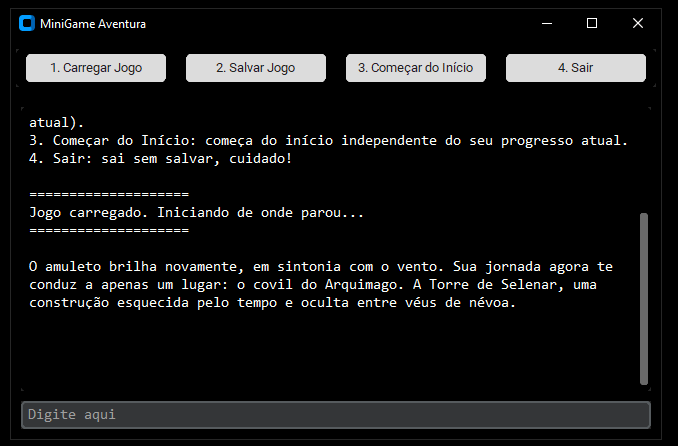 MiniGame Aventura
1. Carregar Jogo
2. Salvar Jogo
3. Começar do Início
4. Sair
atual).
3. Começar do Início: começa do início independente do seu progresso atual.
4. Sair: sai sem salvar, cuidado!
====================
Jogo carregado. Iniciando de onde parou...
====================
O amuleto brilha novamente, em sintonia com o vento. Sua jornada agora te
conduz a apenas um lugar: o covil do Arquimago. A Torre de Selenar, uma
construção esquecida pelo tempo e oculta entre véus de névoa.
Digite aqui